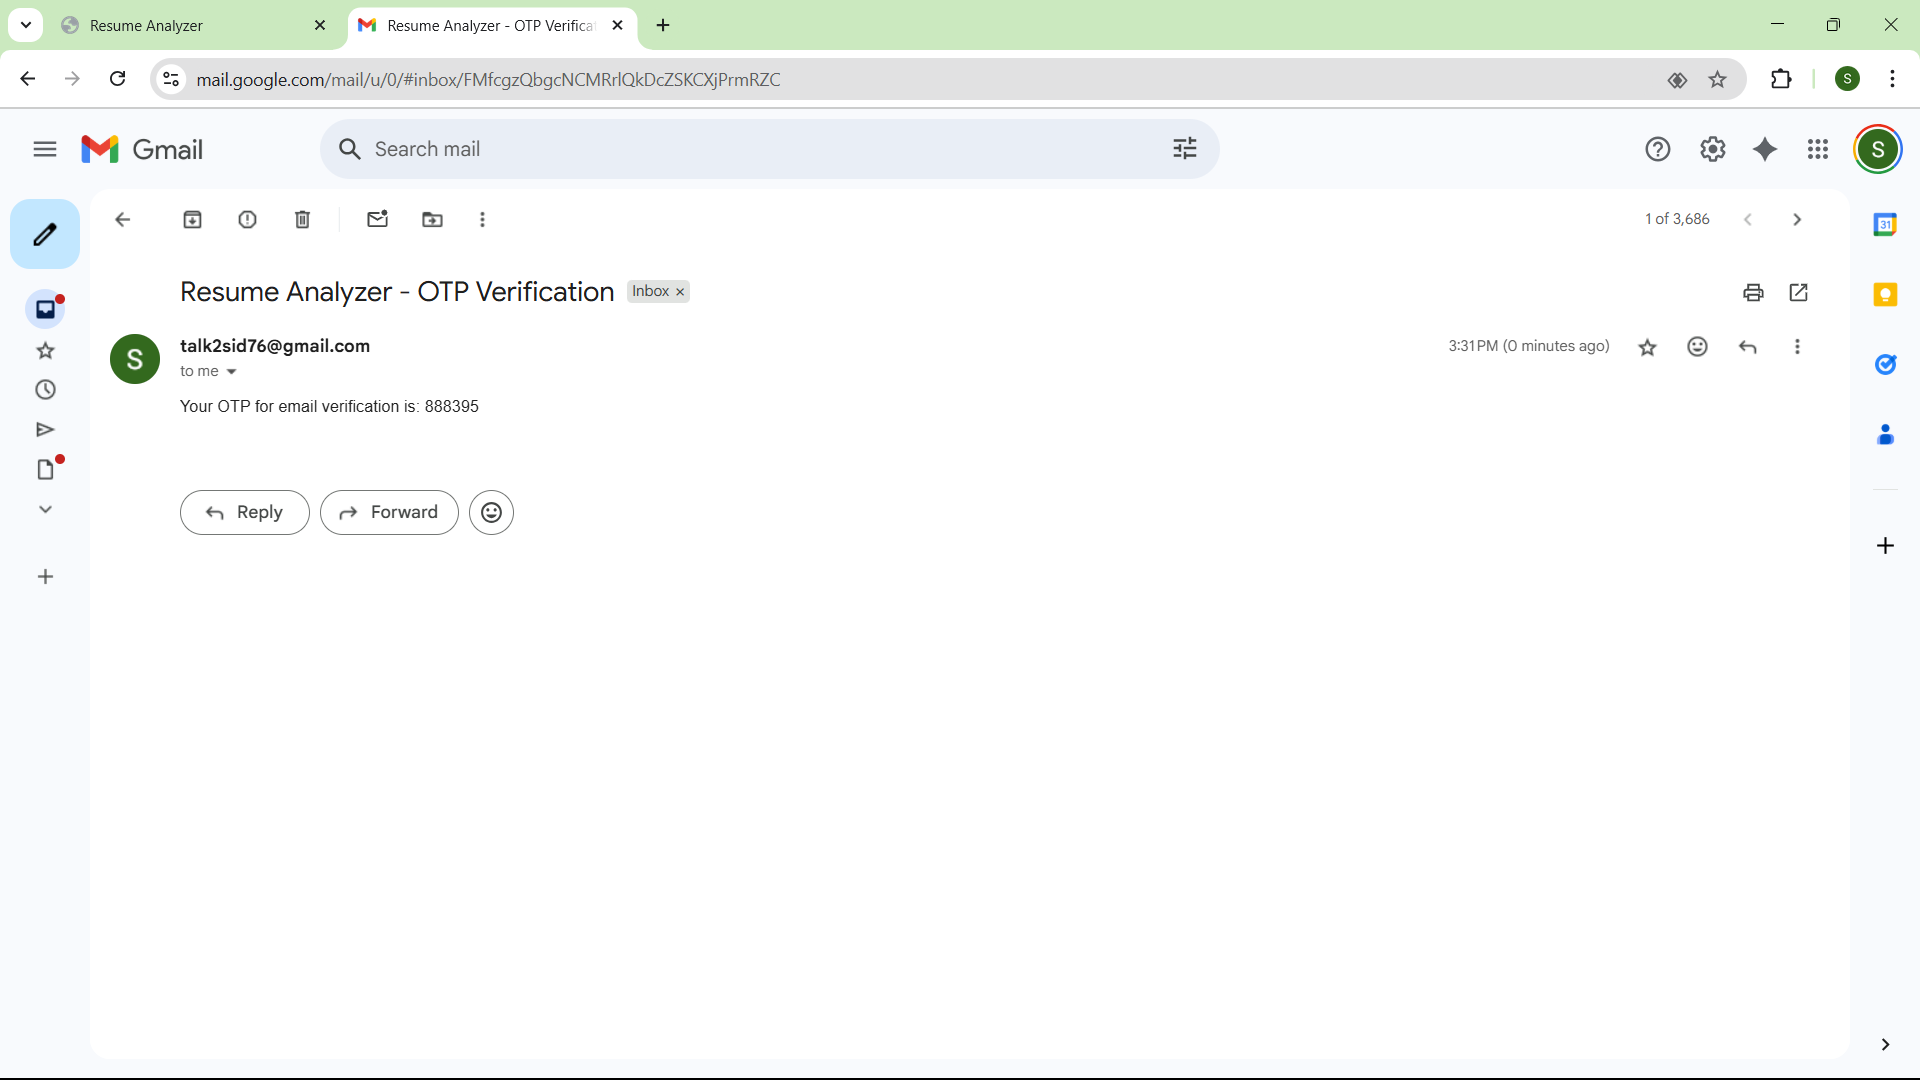 Resume Analyzer
Resume Analyzer - OTP Verifica
mail.google.com/mail/u/0/#inbox/FMfcgzQbgcNCMRrlQkDcZSKCXjPrmRZC
S
Gmail
Search mail
S
1 of 3,686
31
Resume Analyzer - OTP Verification
Inbox
S
talk2sid76@gmail.com
3:31 PM (0 minutes ago)
to me
Your OTP for email verification is: 888395
Reply
Forward